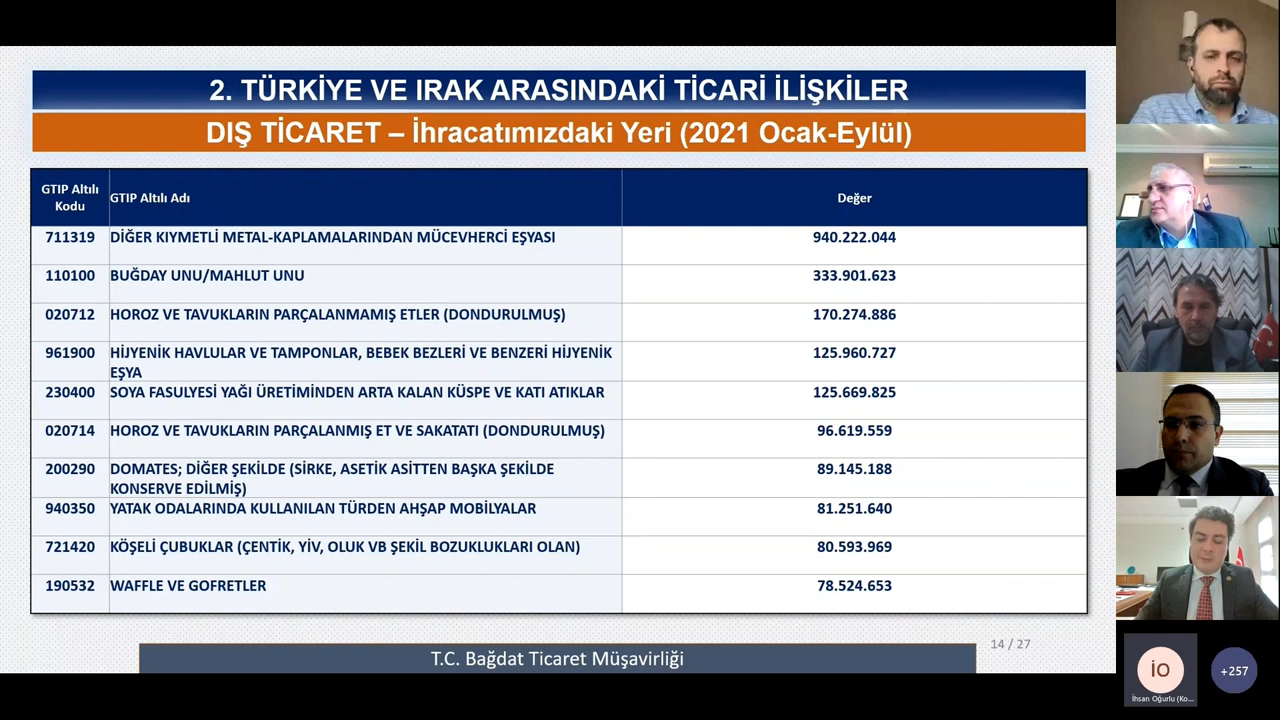 2. TÜRKİYE VE IRAK ARASINDAKİ TİCARİ İLİŞKİLER
DIŞ TİCARET – İhracatımızdaki Yeri (2021 Ocak-Eylül)
GTIP Altılı
Kodu
GTIP Altılı Adı
Değer
711319 DİĞER KIYMETLİ METAL-KAPLAMALARINDAN MÜCEVHERCİ EŞYASI 940.222.044
110100 BUĞDAY UNU/MAHLUT UNU 333.901.623
020712 HOROZ VE TAVUKLARIN PARÇALANMAMIŞ ETLER (DONDURULMUŞ) 170.274.886
961900 HİJYENİK HAVLULAR VE TAMPONLAR, BEBEK BEZLERİ VE BENZERİ HİJYENİK 125.960.727
EŞYA
230400 SOYA FASULYESİ YAĞI ÜRETİMİNDEN ARTA KALAN KÜSPE VE KATI ATIKLAR 125.669.825
020714 HOROZ VE TAVUKLARIN PARÇALANMIŞ ET VE SAKATATI (DONDURULMUŞ) 96.619.559
200290 DOMATES; DİĞER ŞEKİLDE (SİRKE, ASETİK ASİTTEN BAŞKA ŞEKİLDE 89.145.188
KONSERVE EDİLMİŞ)
940350 YATAK ODALARINDA KULLANILAN TÜRDEN AHŞAP MOBİLYALAR 81.251.640
721420 KÖŞELİ ÇUBUKLAR (ÇENTİK, YİV, OLUK VB ŞEKİL BOZUKLUKLARI OLAN) 80.593.969
190532 WAFFLE VE GOFRETLER 78.524.653
14 / 27
T.C. Bağdat Ticaret Müşavirliği
İO
+257
İhsan Oğurlu (Ko...